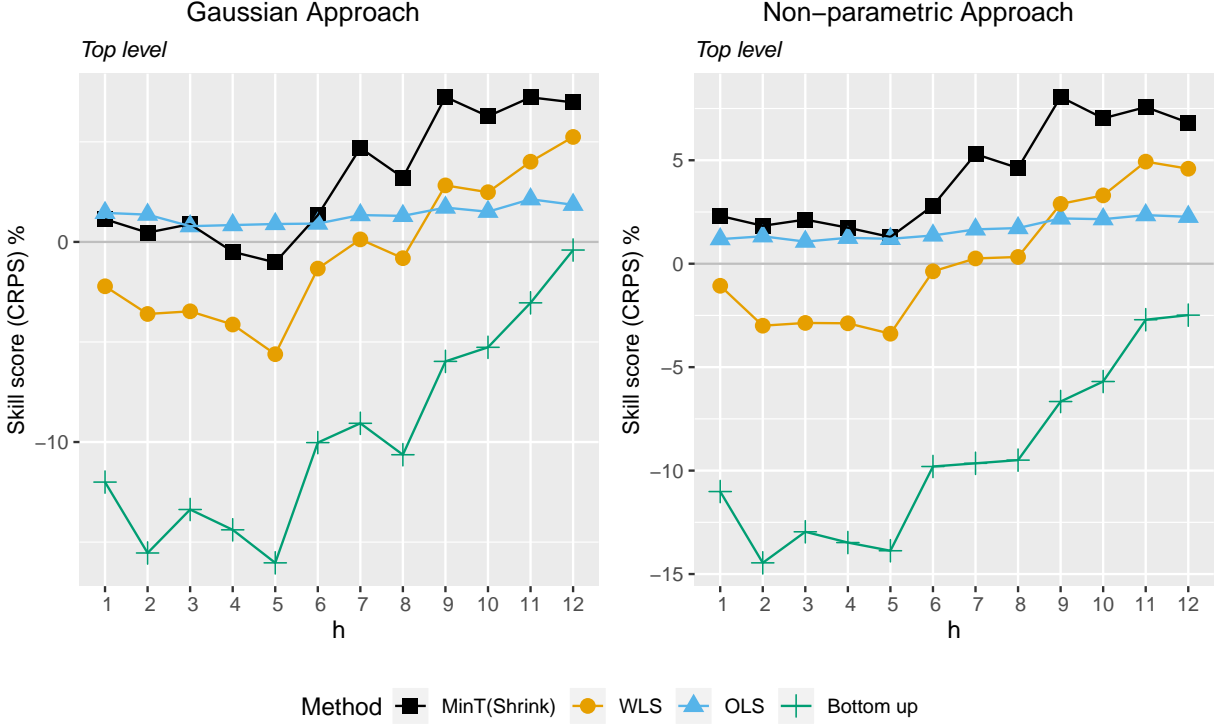 Gaussian Approach
Top level
Skill score (CRPS) %
0
−10
1 2 3 4 5 6 7 8 9 10 11 12
h
Non−parametric Approach
Top level
Skill score (CRPS) %
5
0
−5
−10
−15
1 2 3 4 5 6 7 8 9 10 11 12
h
Method MinT(Shrink) WLS OLS Bottom up